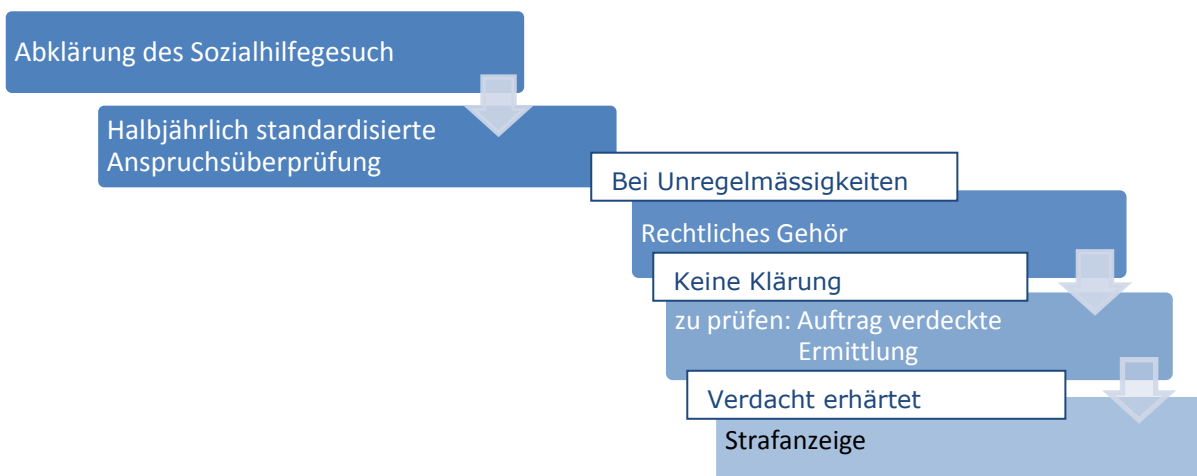 Abklärung des Sozialhilfegesuch
Halbjährlich standardisierte
Anspruchsüberprüfung
Bei Unregelmässigkeiten
Rechtliches Gehör
Keine Klärung
zu prüfen: Auftrag verdeckte
Ermittlung
Verdacht erhärtet
Strafanzeige